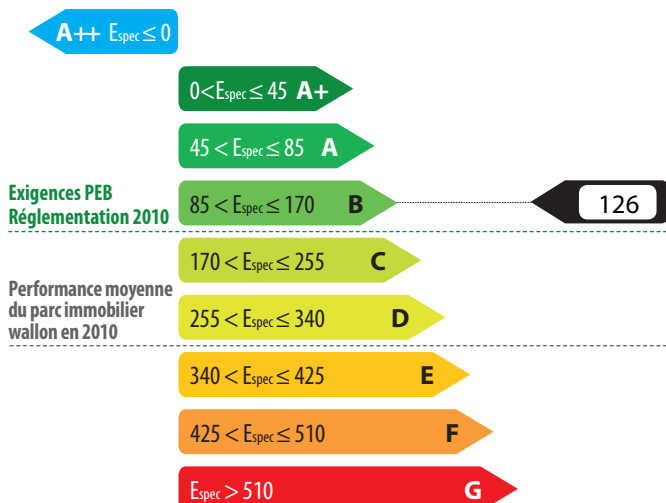 A++ Espec ≤ 0
0<Espec ≤ 45 A+
45 < Espec ≤ 85 A
Exigences PEB
Réglementation 2010
85 < Espec ≤ 170 B
126
170 < Espec ≤ 255 C
Performance moyenne
du parc immobilier
wallon en 2010
255 < Espec ≤ 340 D
340 < Espec ≤ 425 E
425 < Espec ≤ 510 F
Espec > 510 G